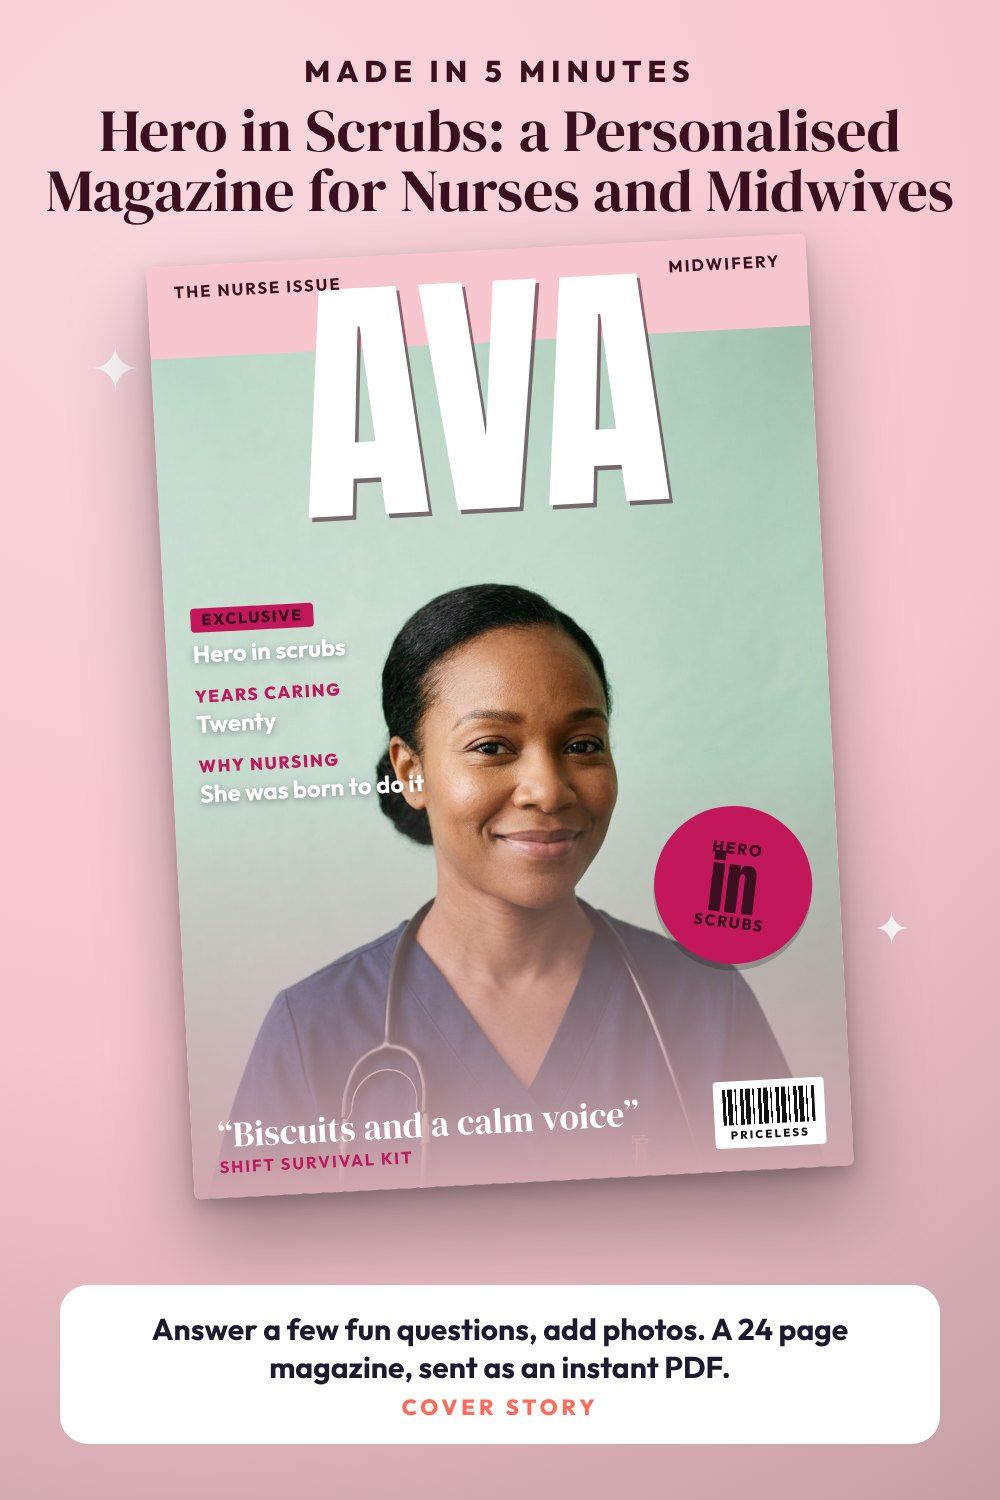 MADE IN 5 MINUTES
Hero in Scrubs: a Personalised
Magazine for Nurses and Midwives
THE NURSE ISSUE
MIDWIFERY
AVA
EXCLUSIVE
Hero in scrubs
YEARS CARING
Twenty
WHY NURSING
She was born to do it
HERO
in
SCRUBS
“Biscuits and a calm voice”
SHIFT SURVIVAL KIT
PRICELESS
Answer a few fun questions, add photos. A 24 page
magazine, sent as an instant PDF.
COVER STORY